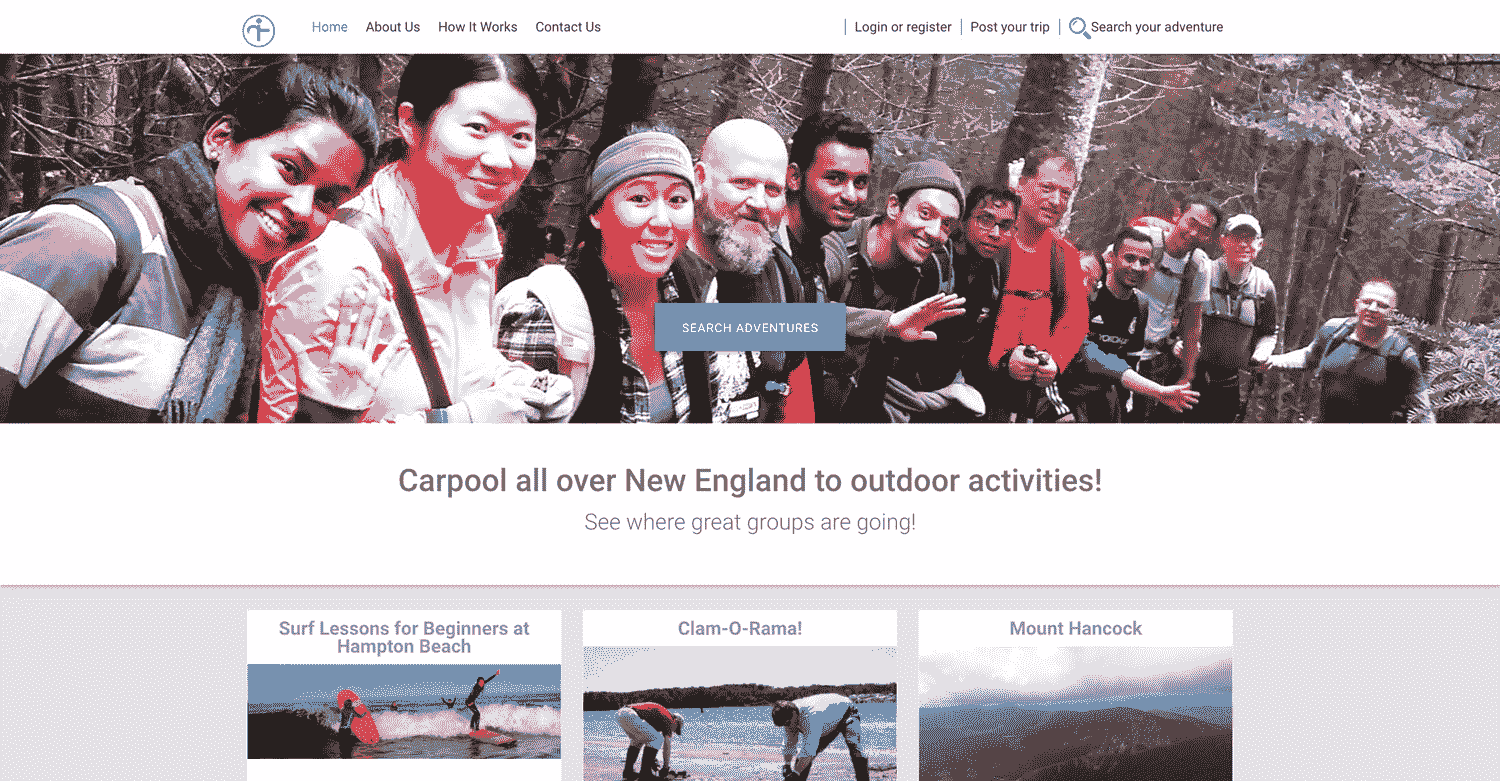 Home About Us How It Works Contact Us Login or register Post your trip Search your adventure
SEARCH ADVENTURES
Carpool all over New England to outdoor activities!
See where great groups are going!
Surf Lessons for Beginners at
Hampton Beach
Clam-O-Rama!
Mount Hancock